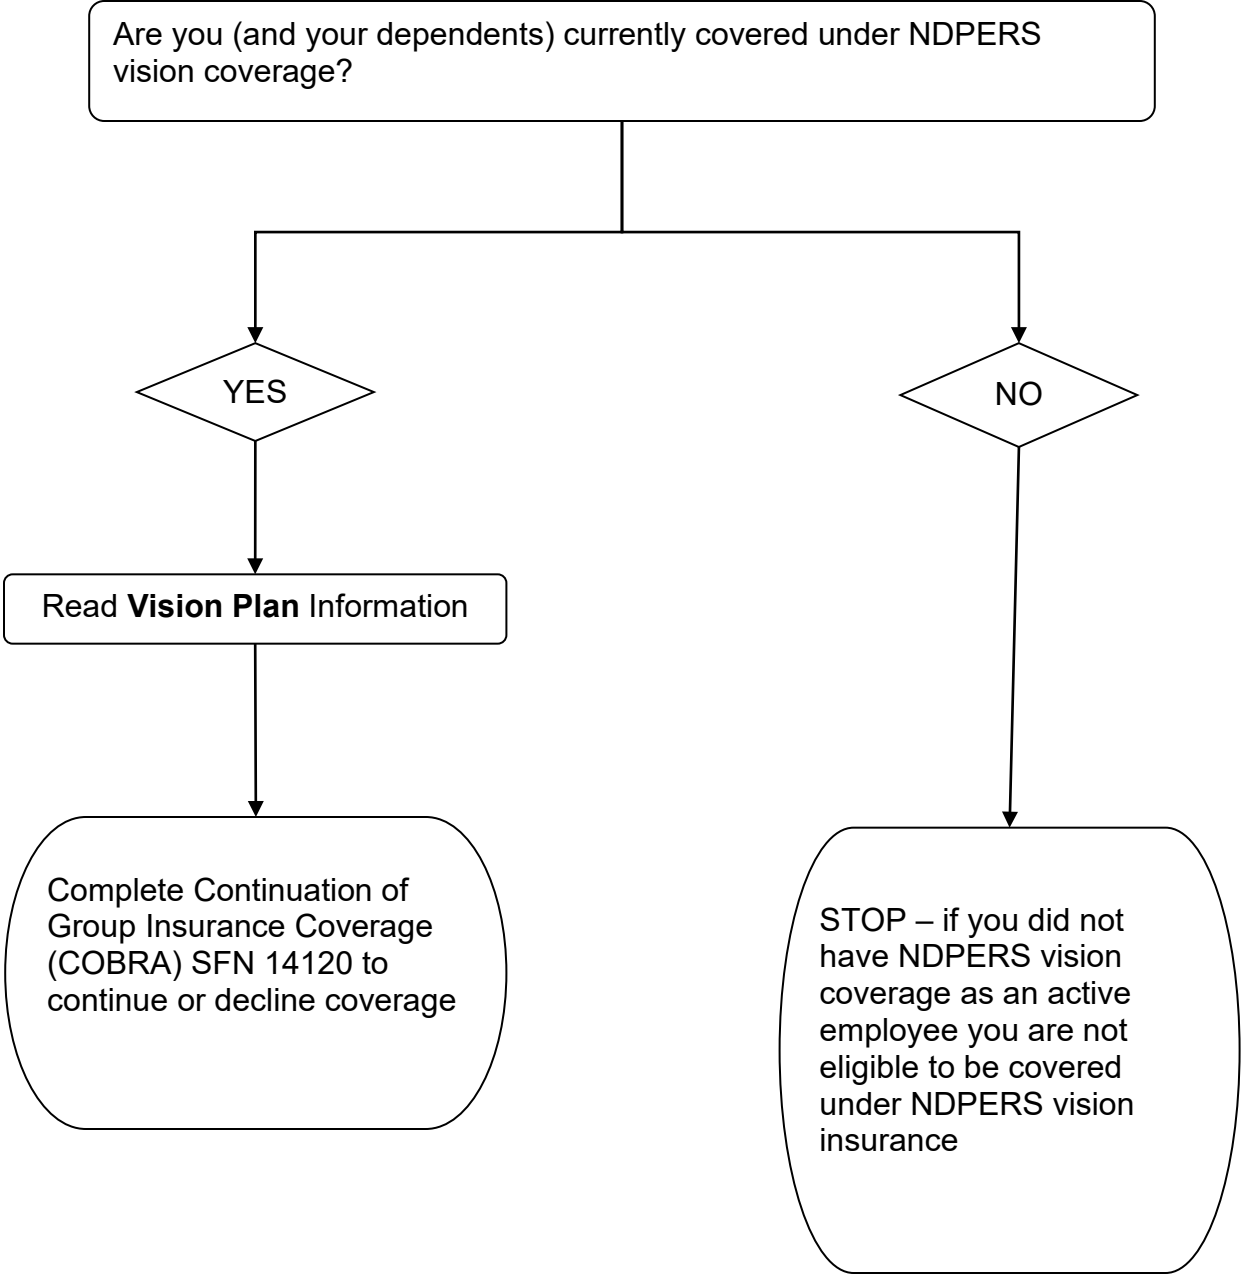 Are you (and your dependents) currently covered under NDPERS
vision coverage?
YES
NO
Read Vision Plan Information
Complete Continuation of
Group Insurance Coverage
(COBRA) SFN 14120 to
continue or decline coverage
STOP – if you did not
have NDPERS vision
coverage as an active
employee you are not
eligible to be covered
under NDPERS vision
insurance